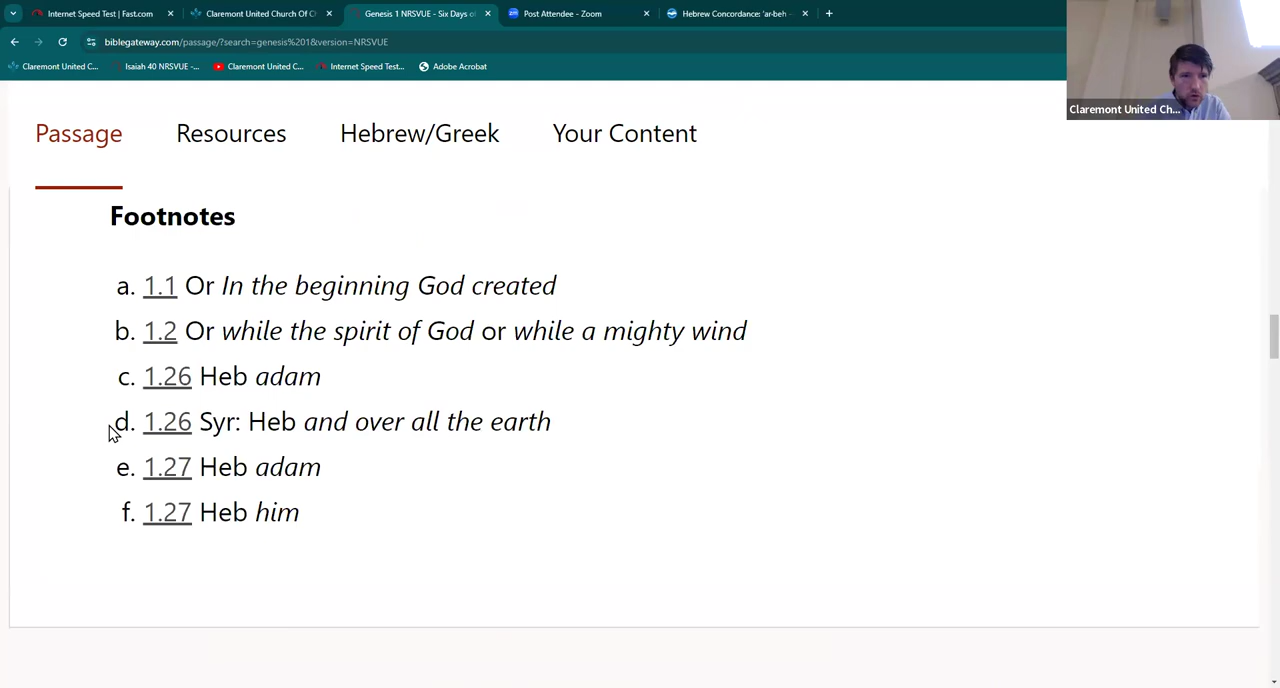 Internet Speed Test | Fast.com
Claremont United Church Of C
Genesis 1 NRSVUE - Six Days o
Post Attendee - Zoom
Hebrew Concordance: 'ar·beh -
biblegateway.com/passage/?search=genesis%201&version=NRSVUE
Claremont United C...
Isaiah 40 NRSVUE -...
Claremont United C...
Internet Speed Test...
Adobe Acrobat
Claremont United Ch...
Passage
Resources
Hebrew/Greek
Your Content
Footnotes
a. 1.1 Or In the beginning God created
b. 1.2 Or while the spirit of God or while a mighty wind
c. 1.26 Heb adam
d. 1.26 Syr: Heb and over all the earth
e. 1.27 Heb adam
f. 1.27 Heb him